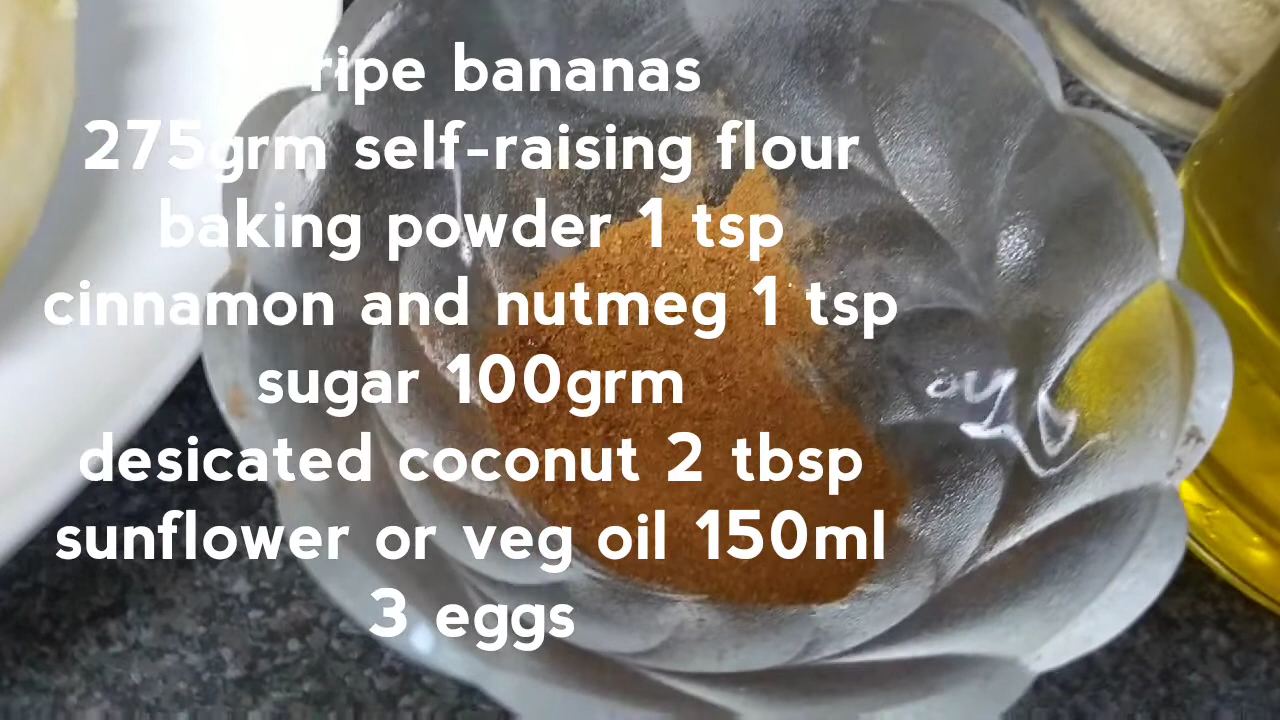 ripe bananas
275grm self-raising flour
baking powder 1 tsp
cinnamon and nutmeg 1 tsp
sugar 100grm
desicated coconut 2 tbsp
sunflower or veg oil 150ml
3 eggs